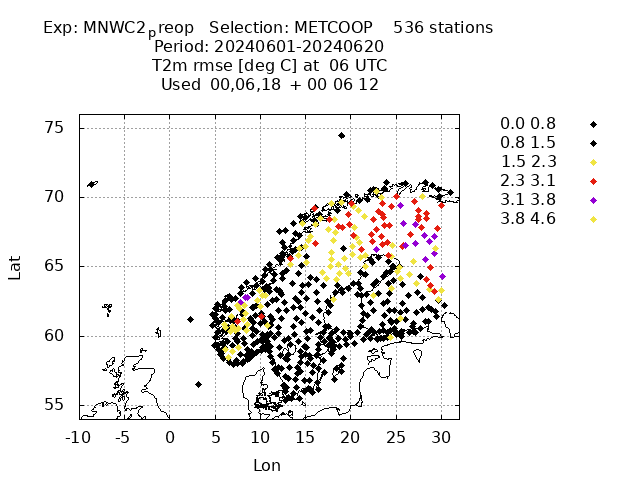 Exp: MNWC2preop   Selection: METCOOP    536 stations
Period: 20240601-20240620
T2m rmse [deg C] at  06 UTC
Used  00,06,18  + 00 06 12
0.0 0.8
0.8 1.5
1.5 2.3
2.3 3.1
3.1 3.8
3.8 4.6
75
70
65
60
55
Lat
-10 -5 0 5 10 15 20 25 30
Lon